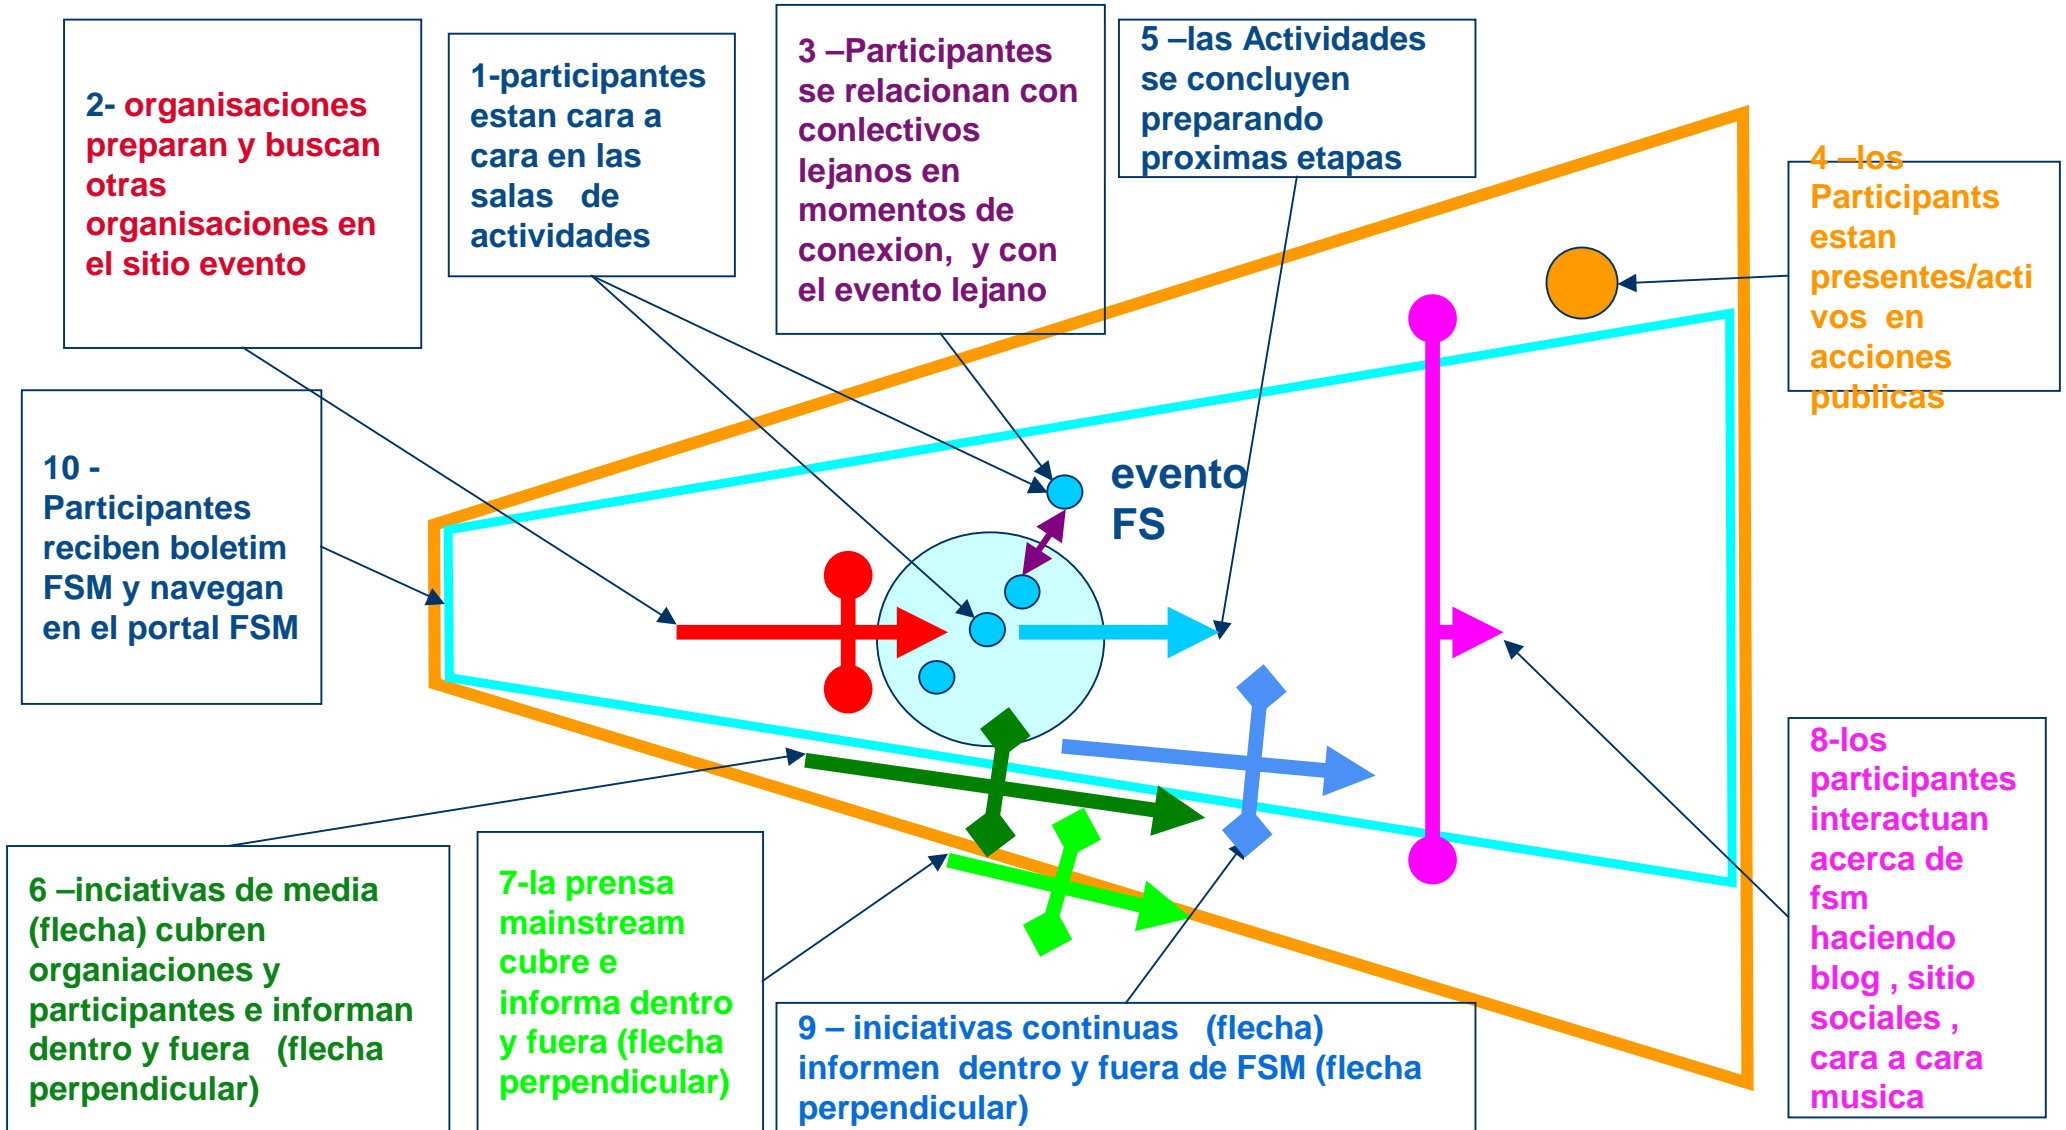 2- organisaciones
preparan y buscan
otras
organisaciones en
el sitio evento
1-participantes
estan cara a
cara en las
salas de
actividades
3 –Participantes
se relacionan con
conlectivos
lejanos en
momentos de
conexion, y con
el evento lejano
5 –las Actividades
se concluyen
preparando
proximas etapas
4 –los
Participants
estan
presentes/acti
vos en
acciones
publicas
10 -
Participantes
reciben boletim
FSM y navegan
en el portal FSM
evento
FS
6 –inciativas de media
(flecha) cubren
organiaciones y
participantes e informan
dentro y fuera (flecha
perpendicular)
7-la prensa
mainstream
cubre e
informa dentro
y fuera (flecha
perpendicular)
9 – iniciativas continuas (flecha)
informen dentro y fuera de FSM (flecha
perpendicular)
8-los
participantes
interactuan
acerca de
fsm
haciendo
blog , sitio
sociales ,
cara a cara
musica